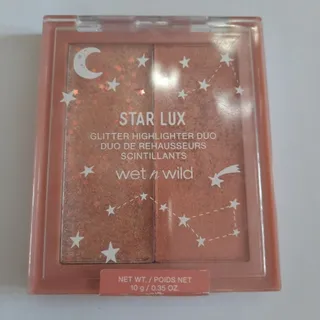 STAR LUX
GLITTER HIGHLIGHTER DUO
DUO DE REHAUSSEURS
SCINTILLANTS
wet n wild
NET WT. / POIDS NET
10 g / 0.35 OZ.